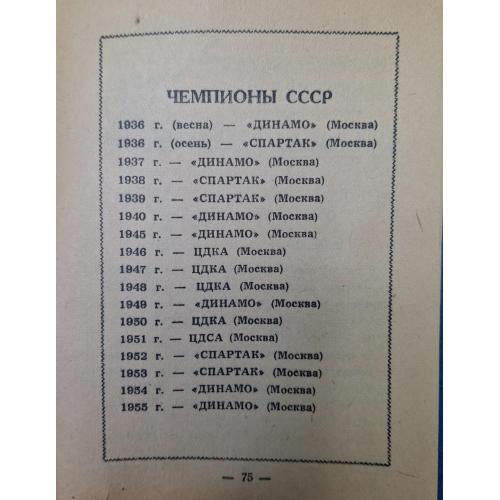 ЧЕМПИОНЫ СССР
1936 г. (весна) — «ДИНАМО» (Москва)
1936 г. (осень) — «СПАРТАК» (Москва)
1937 г. — «ДИНАМО» (Москва)
1938 г. — «СПАРТАК» (Москва)
1939 г. — «СПАРТАК» (Москва)
1940 г. — «ДИНАМО» (Москва)
1945 г. — «ДИНАМО» (Москва)
1946 г. — ЦДКА (Москва)
1947 г. — ЦДКА (Москва)
1948 г. — ЦДКА (Москва)
1949 г. — «ДИНАМО» (Москва)
1950 г. — ЦДКА (Москва)
1951 г. — ЦДСА (Москва)
1952 г. — «СПАРТАК» (Москва)
1953 г. — «СПАРТАК» (Москва)
1954 г. — «ДИНАМО» (Москва)
1955 г. — «ДИНАМО» (Москва)
— 75 —